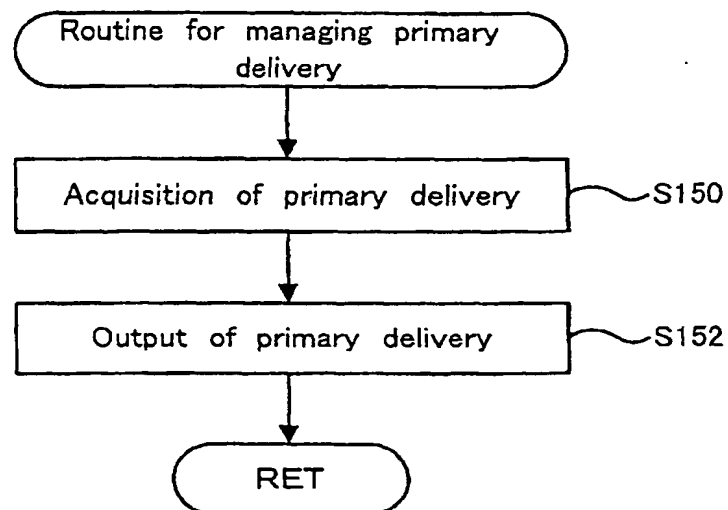 Routine for managing primary
delivery
Acquisition of primary delivery
S150
Output of primary delivery
S152
RET